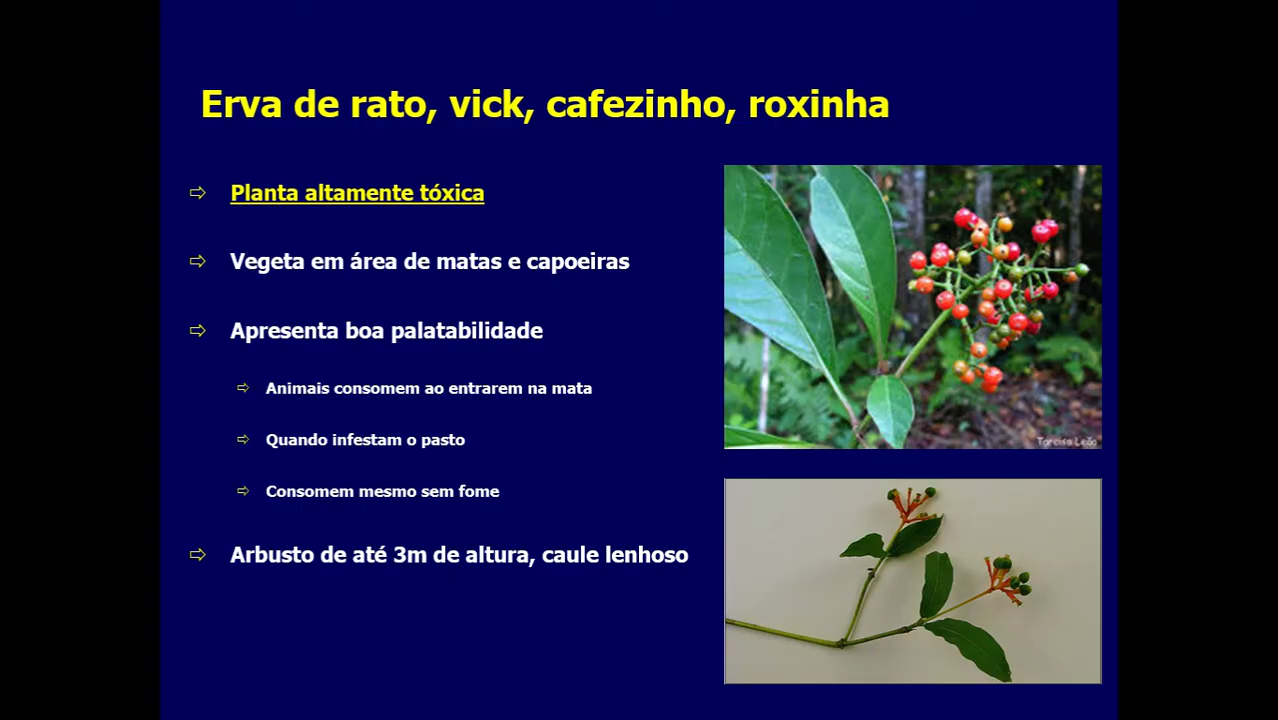 Erva de rato, vick, cafezinho, roxinha
Planta altamente tóxica
Vegeta em área de matas e capoeiras
Apresenta boa palatabilidade
Animais consomem ao entrarem na mata
Quando infestam o pasto
Consomem mesmo sem fome
Arbusto de até 3m de altura, caule lenhoso
Tarciso Leão